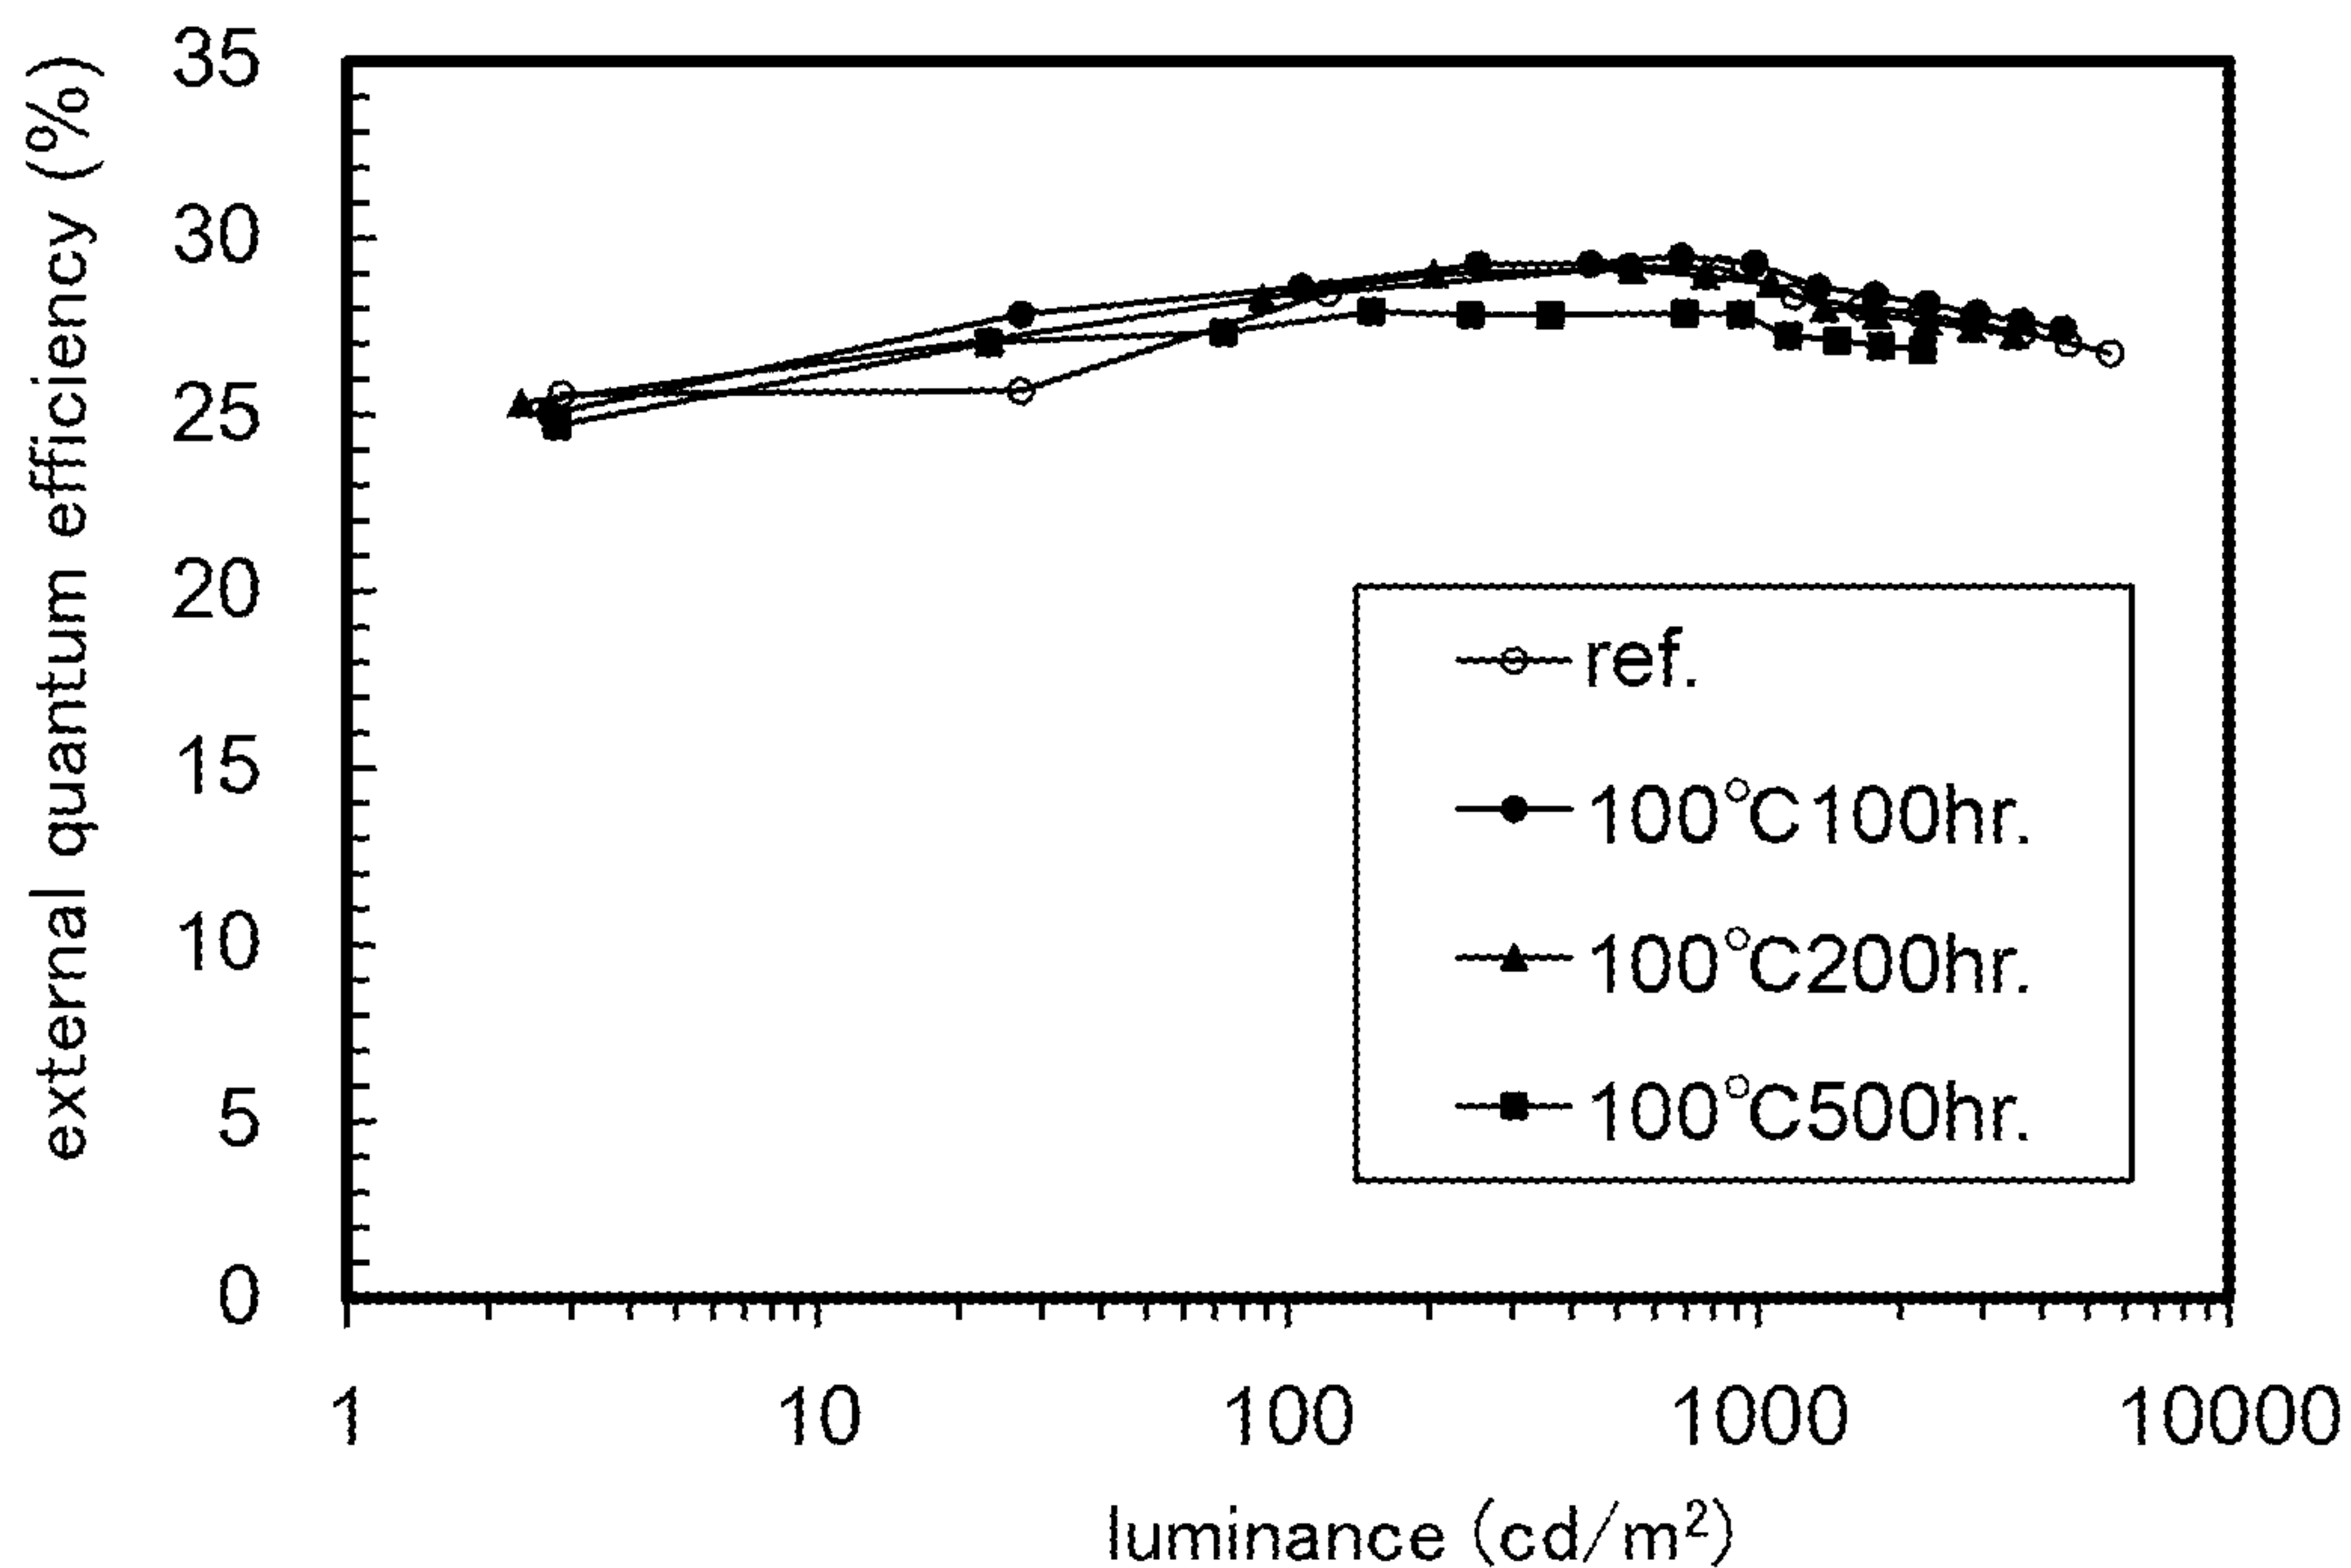 external quantum efficiency (%)
35
30
25
20
15
10
5
0
ref.
100°C100hr.
100°C200hr.
100°C500hr.
1 10 100 1000 10000
luminance (cd/m²)